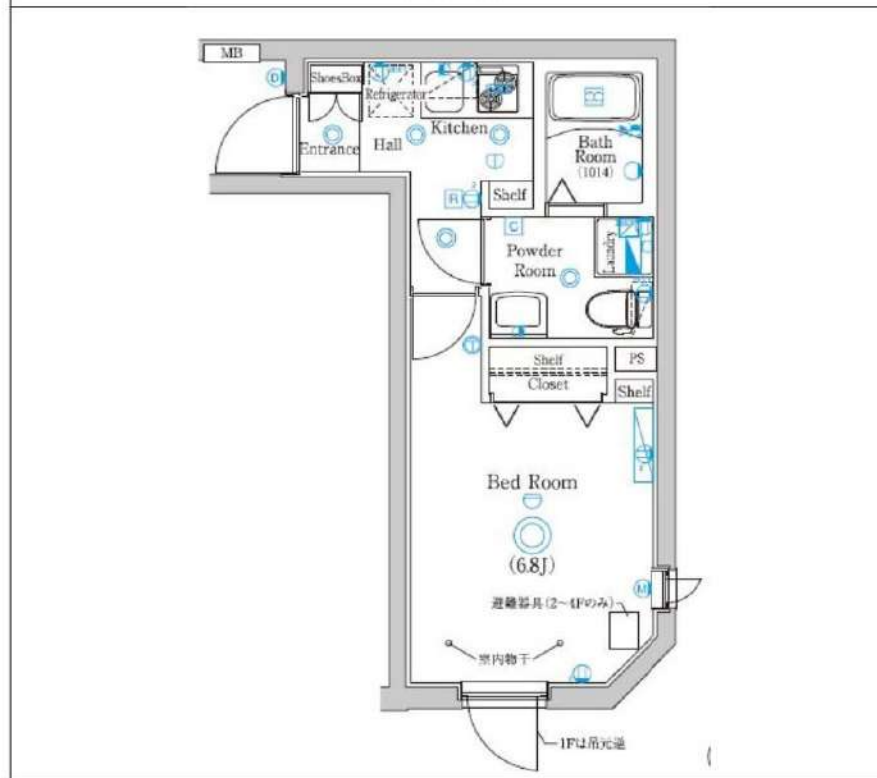 MB
D
ShoesBox
Refrigerator
Kitchen
Hall
Entrance
Bath
Room
(1014)
R
2
Shelf
C
Powder
Room
Laundry
T
Shelf
Closet
PS
Shelf
2
Bed Room
(6.8J)
M
避難器具(2~4Fのみ)
室内物干
1Fは吊元逆
(